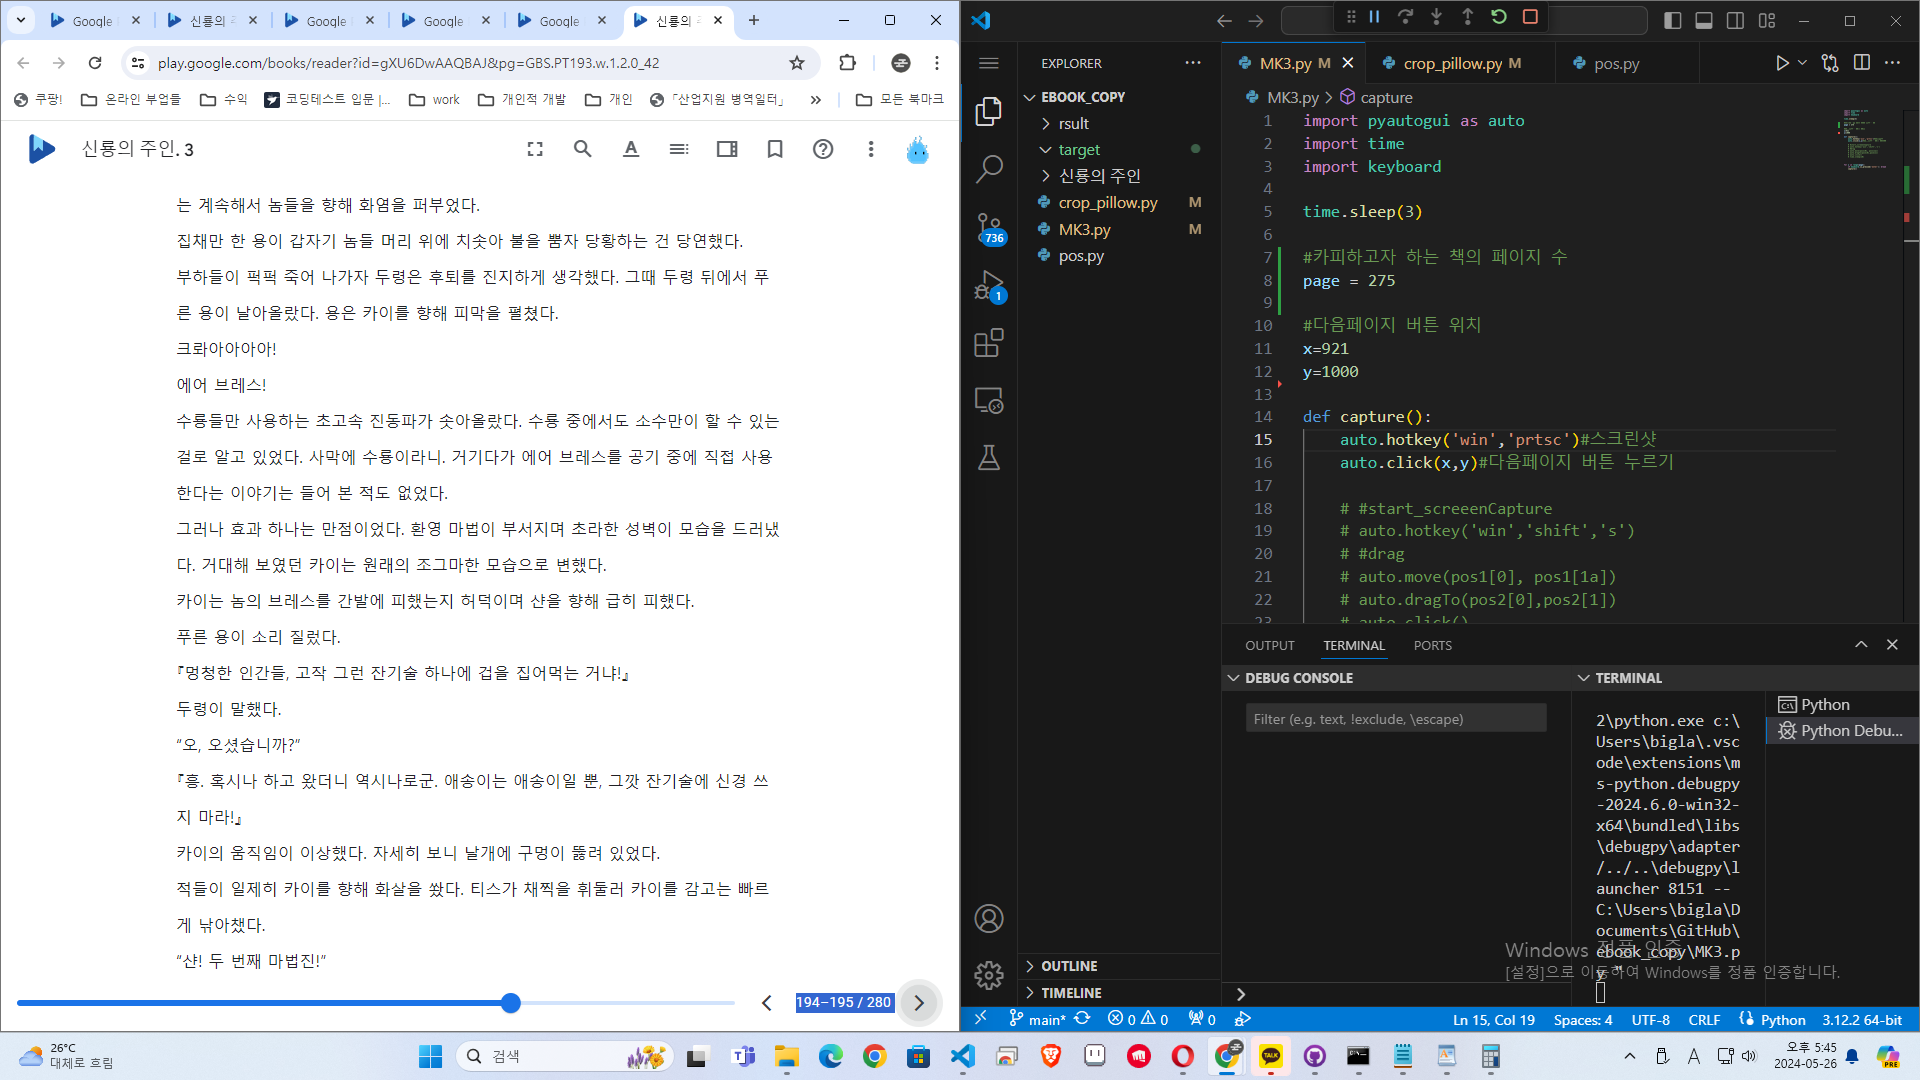 Google
신룡의 주
Google
Google
Google
신룡의 주
play.google.com/books/reader?id=gXU6DwAAQBAJ&pg=GBS.PT193.w.1.2.0_42
쿠팡!
온라인 부업들
수익
코딩테스트 입문 |...
work
개인적 개발
개인
「산업지원 병역일터」
»
모든 북마크
신룡의 주인. 3
는 계속해서 놈들을 향해 화염을 퍼부었다.
집채만 한 용이 갑자기 놈들 머리 위에 치솟아 불을 뿜자 당황하는 건 당연했다.
부하들이 퍽퍽 죽어 나가자 두령은 후퇴를 진지하게 생각했다. 그때 두령 뒤에서 푸
른 용이 날아올랐다. 용은 카이를 향해 피막을 펼쳤다.
크롸아아아아!
에어 브레스!
수룡들만 사용하는 초고속 진동파가 솟아올랐다. 수룡 중에서도 소수만이 할 수 있는
걸로 알고 있었다. 사막에 수룡이라니. 거기다가 에어 브레스를 공기 중에 직접 사용
한다는 이야기는 들어 본 적도 없었다.
그러나 효과 하나는 만점이었다. 환영 마법이 부서지며 초라한 성벽이 모습을 드러냈
다. 거대해 보였던 카이는 원래의 조그마한 모습으로 변했다.
카이는 놈의 브레스를 간발에 피했는지 허덕이며 샨을 향해 급히 피했다.
푸른 용이 소리 질렀다.
『멍청한 인간들, 고작 그런 잔기술 하나에 겁을 집어먹는 거냐!』
두령이 말했다.
“오, 오셨습니까?”
『흥. 혹시나 하고 왔더니 역시나로군. 애송이는 애송이일 뿐, 그깟 잔기술에 신경 쓰
지 마라!』
카이의 움직임이 이상했다. 자세히 보니 날개에 구멍이 뚫려 있었다.
적들이 일제히 카이를 향해 화살을 쐈다. 티스가 채찍을 휘둘러 카이를 감고는 빠르
게 낚아챘다.
“샨! 두 번째 마법진!”
194–195 / 280
EXPLORER
EBOOK_COPY
rsult
target
신룡의 주인
crop_pillow.py M
MK3.py M
pos.py
736
1
MK3.py M
crop_pillow.py M
pos.py
MK3.py > capture
1 import pyautogui as auto
2 import time
3 import keyboard
4
5 time.sleep(3)
6
7 #카피하고자 하는 책의 페이지 수
8 page = 275
9
10 #다음페이지 버튼 위치
11 x=921
12 y=1000
13
14 def capture():
15 auto.hotkey('win','prtsc')#스크린샷
16 auto.click(x,y)#다음페이지 버튼 누르기
17
18 # #start_screeenCapture
19 # auto.hotkey('win','shift','s')
20 # #drag
21 # auto.move(pos1[0], pos1[1a])
22 # auto.dragTo(pos2[0],pos2[1])
23 # auto.click()
OUTPUT
TERMINAL
PORTS
DEBUG CONSOLE
Filter (e.g. text, !exclude, \escape)
TERMINAL
2\python.exe c:\
Users\bigla\.vsc
ode\extensions\m
s-python.debugpy
-2024.6.0-win32-
x64\bundled\libs
\debugpy\adapter
/../..\debugpy\l
auncher 8151 --
C:\Users\bigla\D
ocuments\GitHub\
ebook_copy\MK3.p
y "
Python
Python Debu...
Windows 정품 인증
[설정]으로 이동하여 Windows를 정품 인증합니다.
OUTLINE
TIMELINE
main*
0
0
0
Ln 15, Col 19
Spaces: 4
UTF-8
CRLF
Python
3.12.2 64-bit
26°C
대체로 흐림
검색
TALK
A
오후 5:45
2024-05-26
PRE